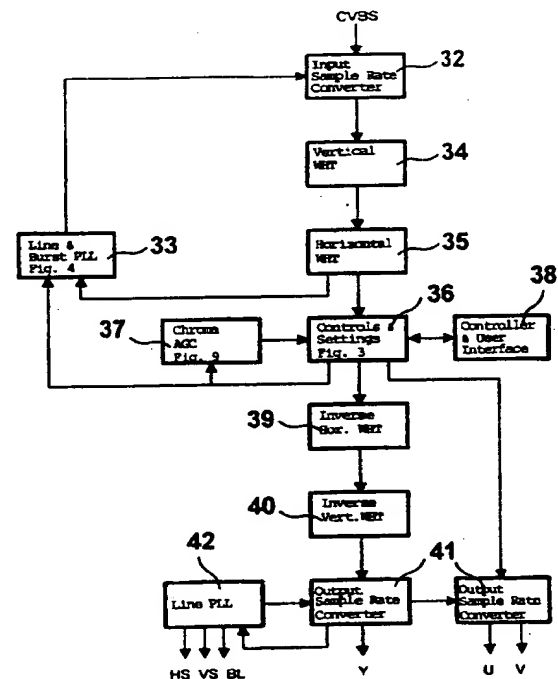 CVBS
Input
Sample Rate
Converter
32
Vertical
WHT
34
Line &
Burst PLL
Fig. 4
33
Horizontal
WHT
35
36
38
37
Chroma
AGC
Fig. 9
Controls
Settings
Fig. 3
Controller
& User
Interface
Inverse
Hor. WHT
39
Inverse
Vert.WHT
40
42
41
Line PLL
Output
Sample Rate
Converter
Output
Sample Rate
Converter
HS VS BL
Y
U V